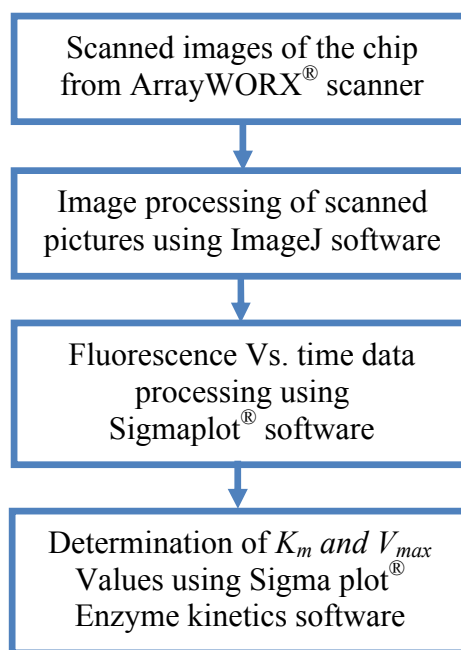 Scanned images of the chip
from ArrayWORX® scanner
Image processing of scanned
pictures using ImageJ software
Fluorescence Vs. time data
processing using
Sigmaplot® software
Determination of Km and Vmax
Values using Sigma plot®
Enzyme kinetics software